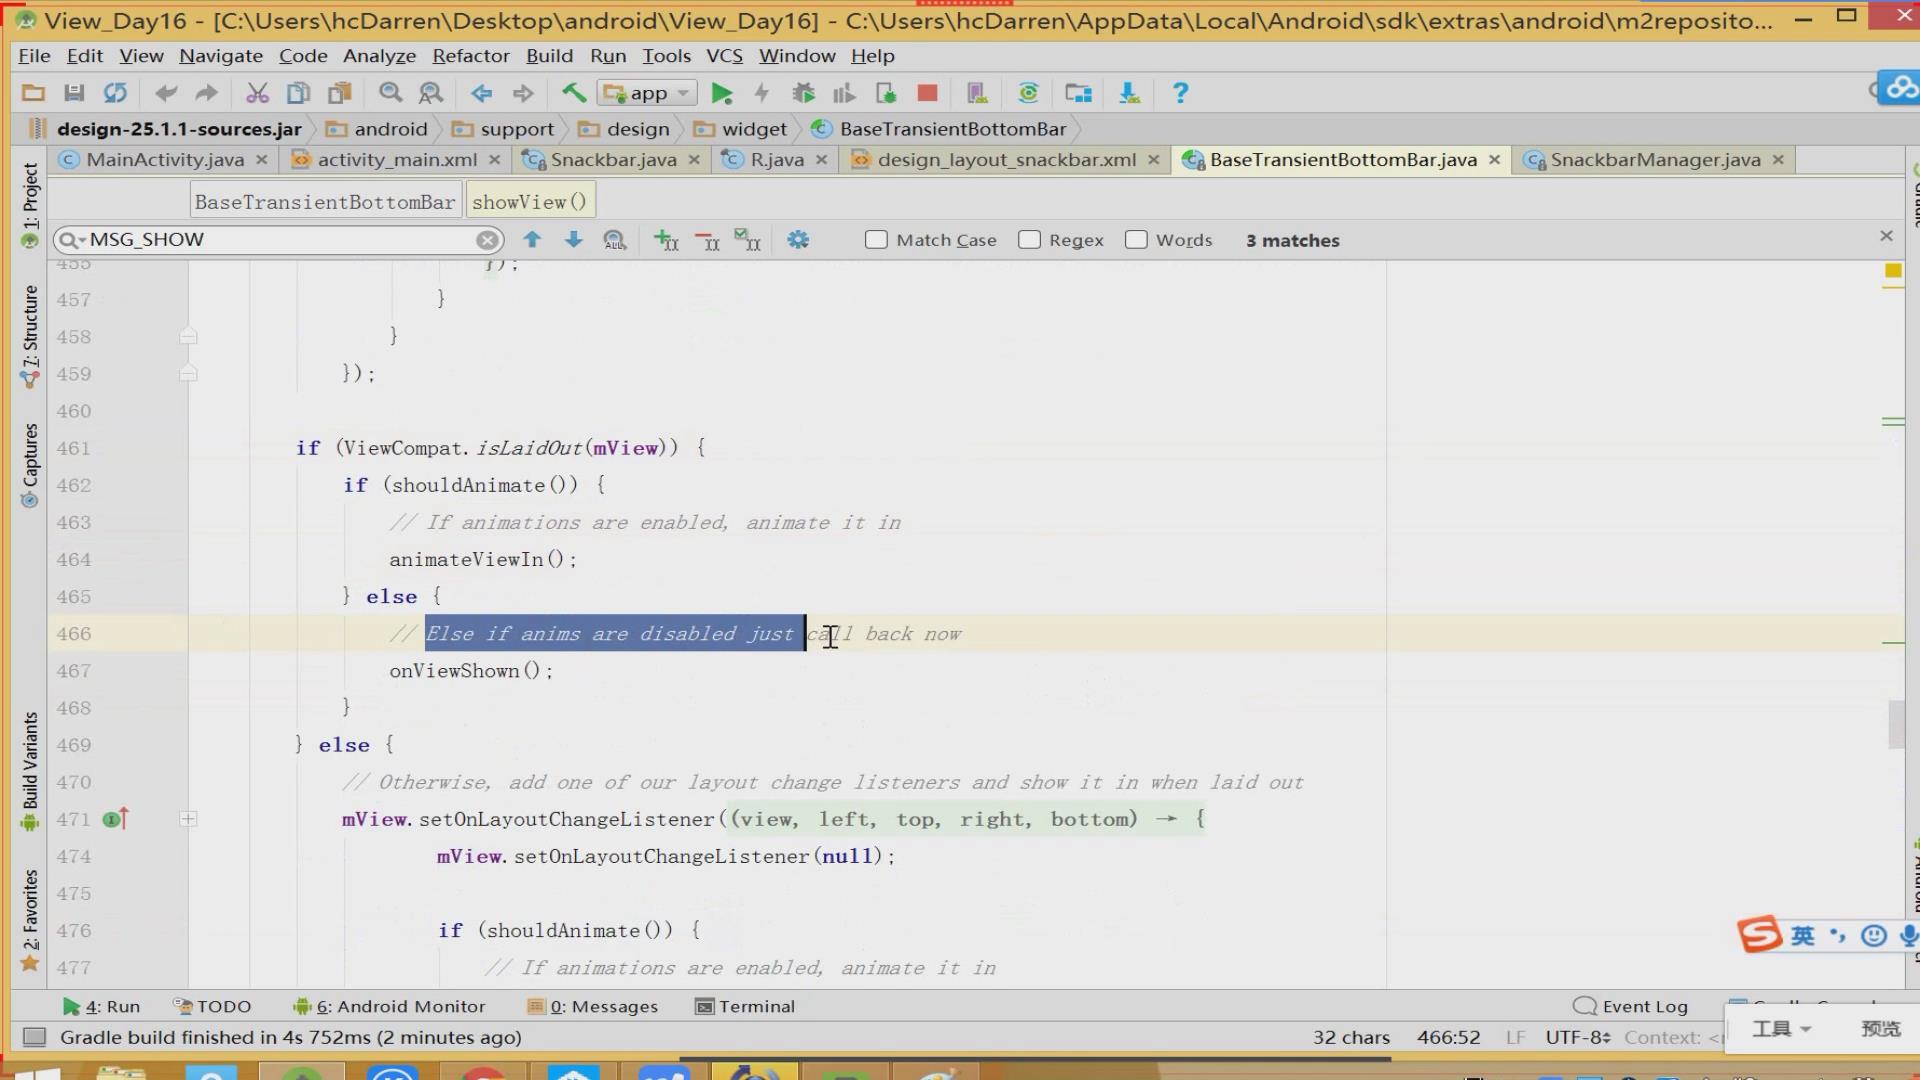 View_Day16 - [C:\Users\hcDarren\Desktop\android\View_Day16] - C:\Users\hcDarren\AppData\Local\Android\sdk\extras\android\m2reposito...
File Edit View Navigate Code Analyze Refactor Build Run Tools VCS Window Help
app
design-25.1.1-sources.jar android support design widget BaseTransientBottomBar
MainActivity.java activity_main.xml Snackbar.java R.java design_layout_snackbar.xml BaseTransientBottomBar.java SnackbarManager.java
BaseTransientBottomBar showView()
MSG_SHOW Match Case Regex Words 3 matches
1: Project
7: Structure
Captures
Build Variants
2: Favorites
455 });
457 }
458 }
459 });
460
461 if (ViewCompat.isLaidOut(mView)) {
462 if (shouldAnimate()) {
463 // If animations are enabled, animate it in
464 animateViewIn();
465 } else {
466 // Else if anims are disabled just call back now
467 onViewShown();
468 }
469 } else {
470 // Otherwise, add one of our layout change listeners and show it in when laid out
471 mView.setOnLayoutChangeListener((view, left, top, right, bottom) → {
474 mView.setOnLayoutChangeListener(null);
475
476 if (shouldAnimate()) {
477 // If animations are enabled, animate it in
英
4: Run TODO 6: Android Monitor 0: Messages Terminal Event Log
Gradle build finished in 4s 752ms (2 minutes ago) 32 chars 466:52 LF UTF-8 Context:
工具 预览